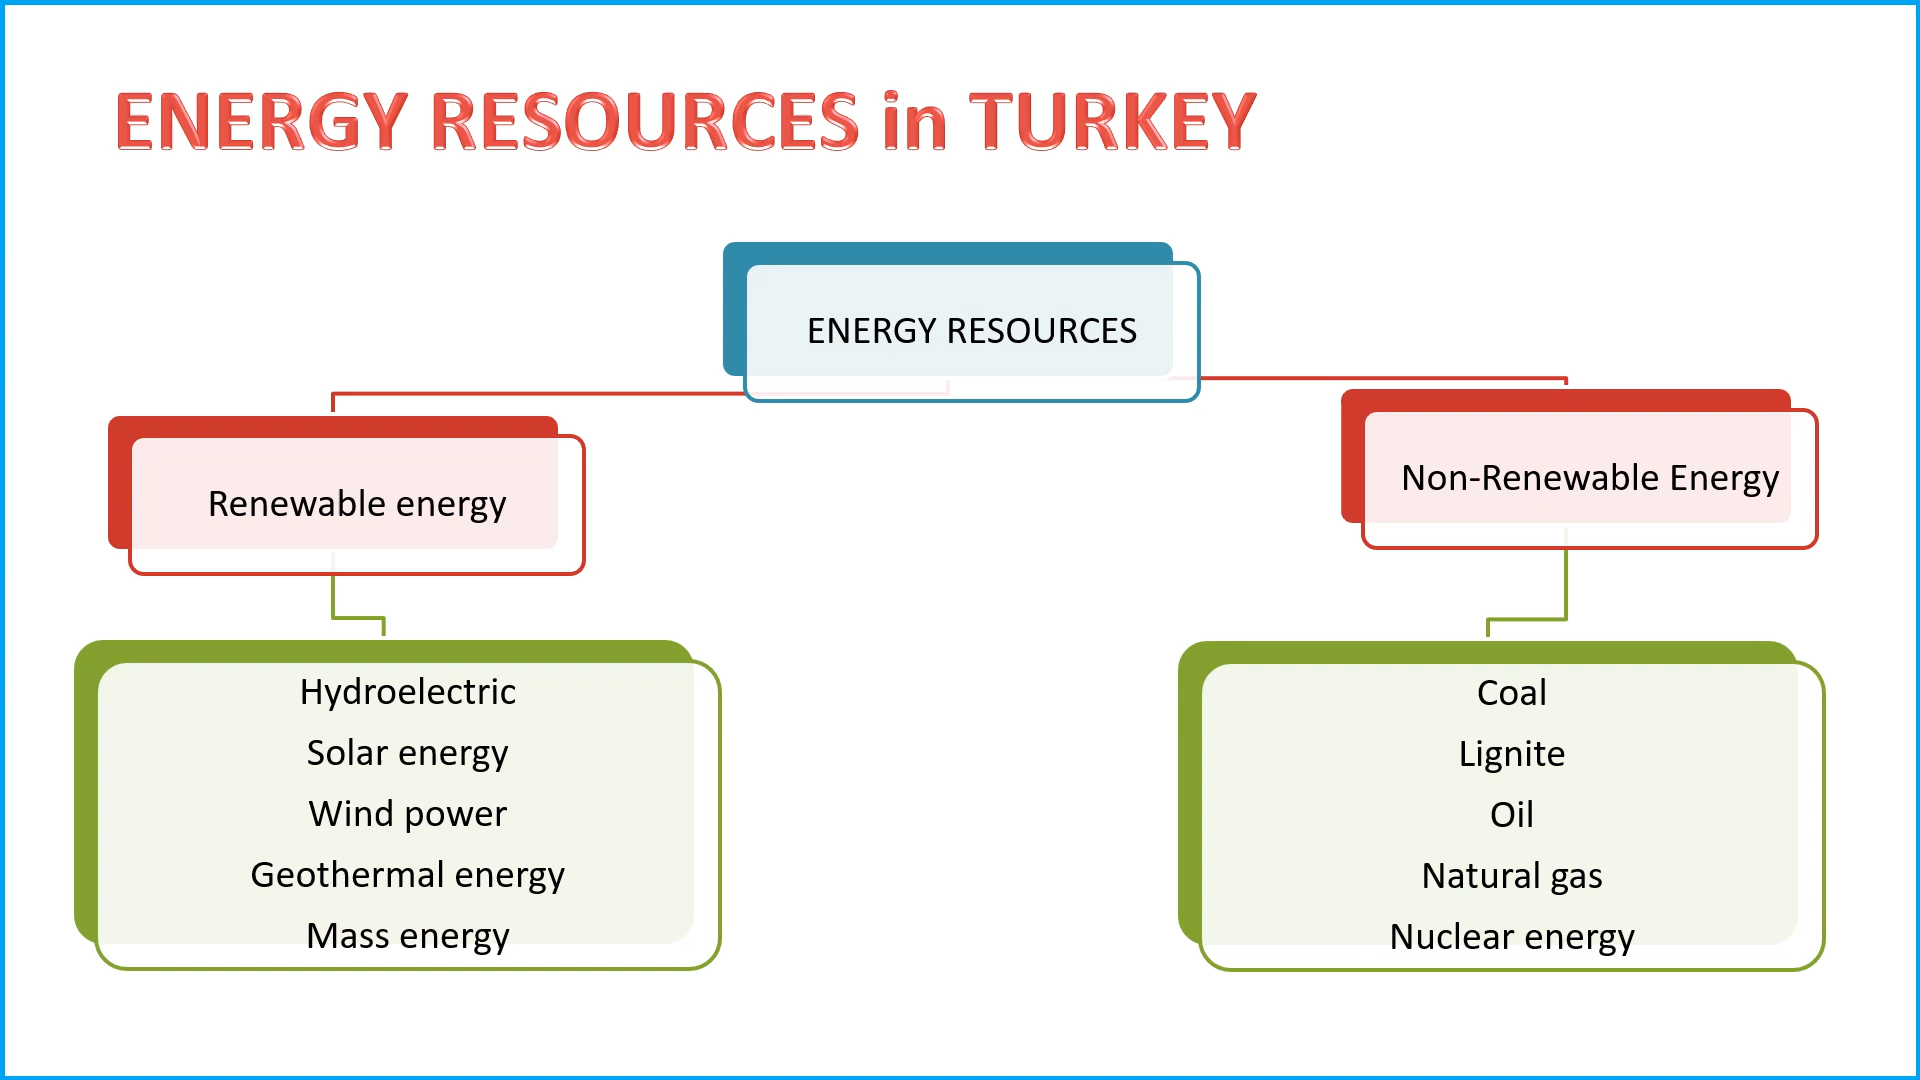 ENERGY RESOURCES in TURKEY
ENERGY RESOURCES
Renewable energy
Non-Renewable Energy
Hydroelectric
Solar energy
Wind power
Geothermal energy
Mass energy
Coal
Lignite
Oil
Natural gas
Nuclear energy